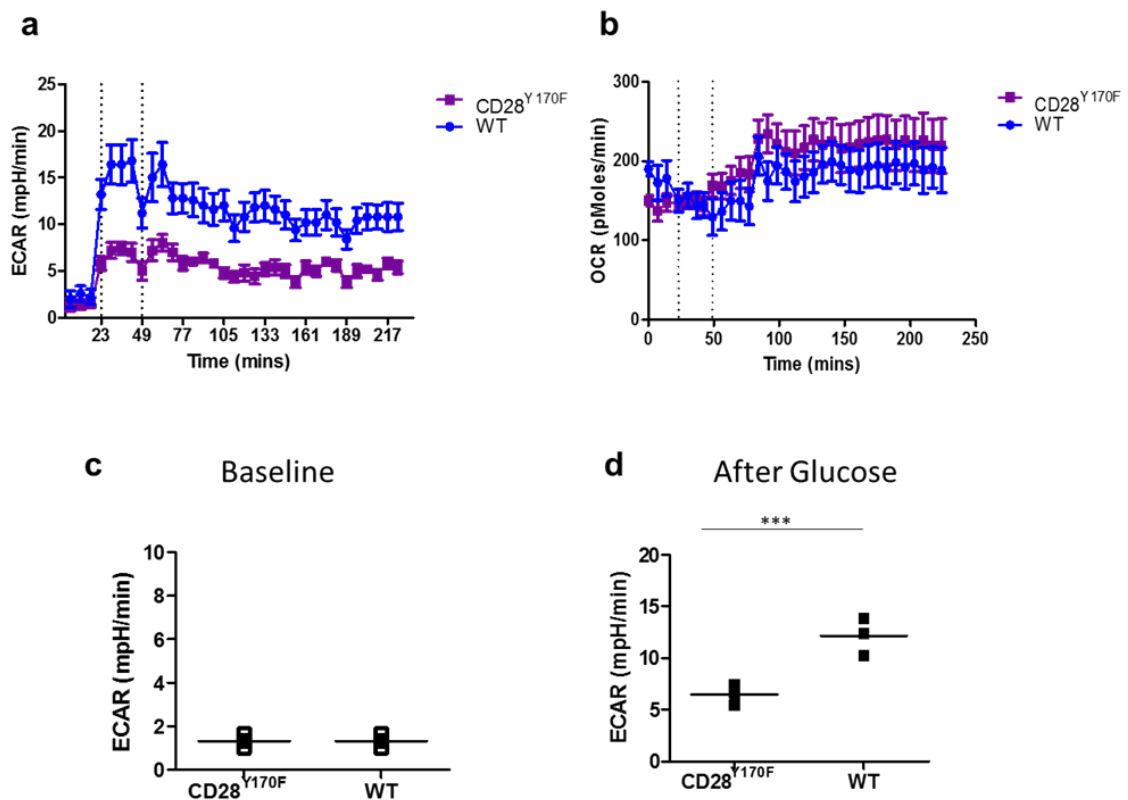 a
25
20
15
10
5
0
ECAR (mpH/min)
23 49 77 105 133 161 189 217
Time (mins)
CD28Y170F
WT
b
300
200
100
0
OCR (pMoles/min)
0 50 100 150 200 250
Time (mins)
CD28Y170F
WT
c
Baseline
10
8
6
4
2
0
ECAR (mpH/min)
CD28Y170F WT
d
After Glucose
***
20
15
10
5
0
ECAR (mpH/min)
CD28Y170F WT